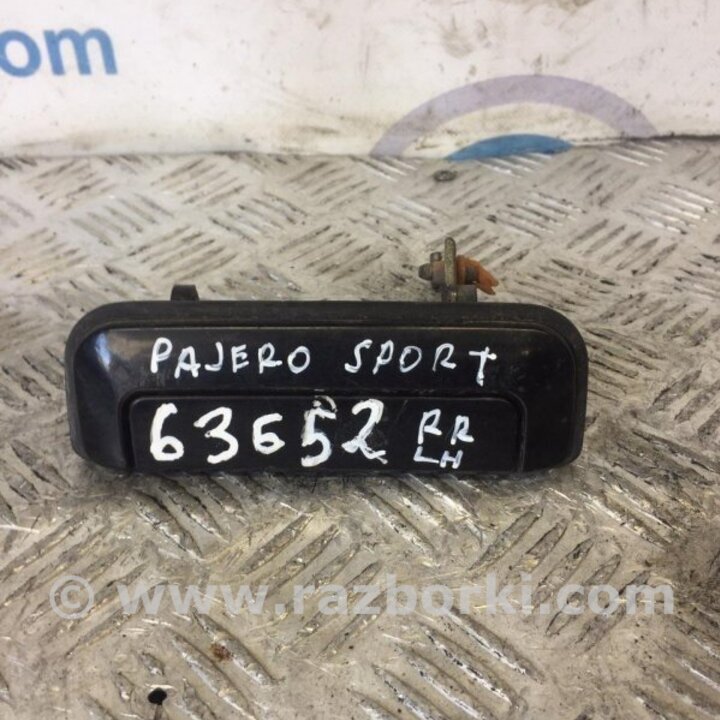 om
PAJERO SPORT
63652 RR
LH
© www.razborki.com